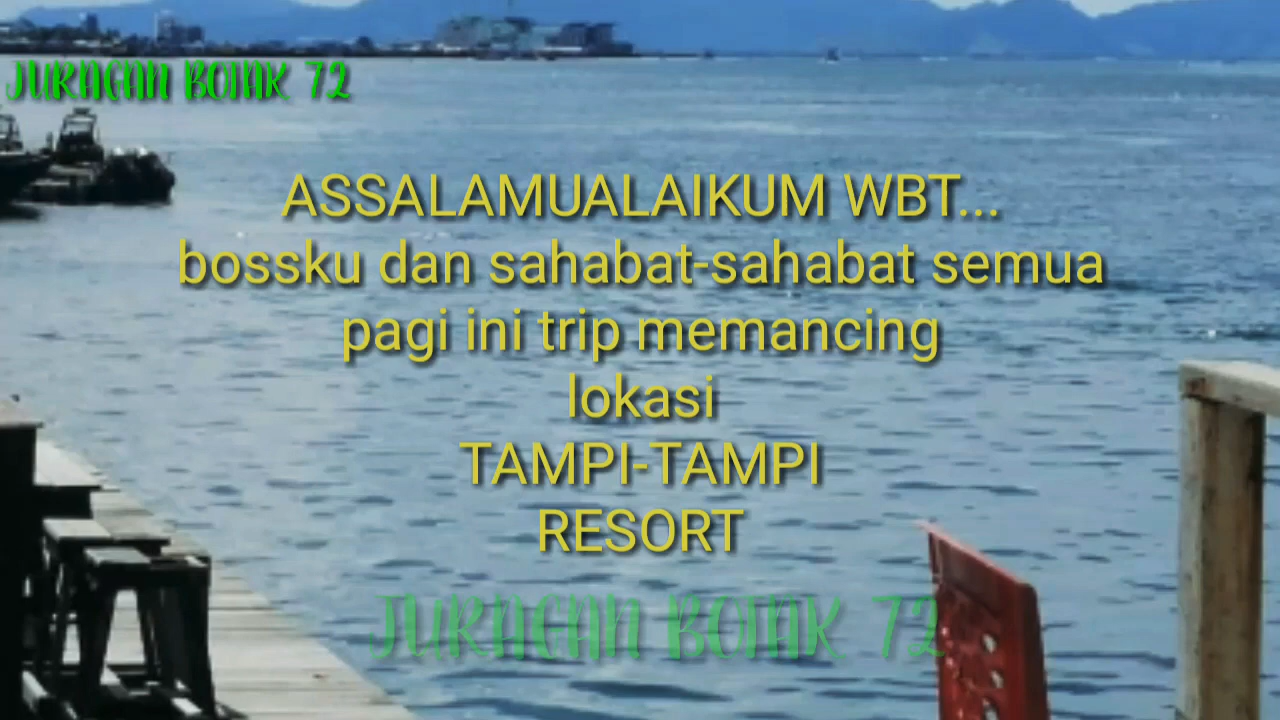 JURAGAN BOTAK 72
ASSALAMUALAIKUM WBT...
bossku dan sahabat-sahabat semua
pagi ini trip memancing
lokasi
TAMPI-TAMPI
RESORT
JURAGAN BOTAK 72